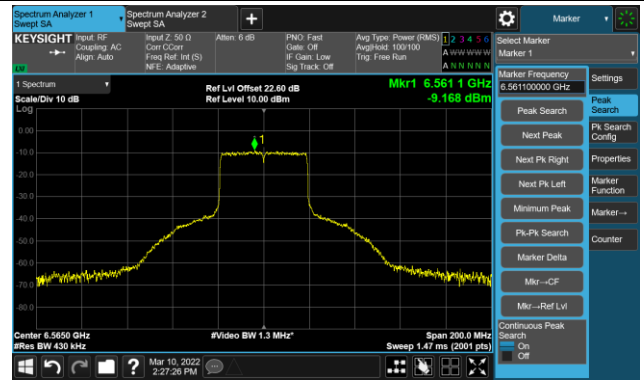 Spectrum Analyzer 1
Swept SA
Spectrum Analyzer 2
Swept SA
+
Marker
KEYSIGHT
Input: RF
Coupling: AC
Align: Auto
Input Z: 50 Ω
Corr CCorr
Freq Ref: Int (S)
NFE: Adaptive
Atten: 6 dB
PNO: Fast
Gate: Off
IF Gain: Low
Sig Track: Off
Avg Type: Power (RMS)
Avg|Hold: 100/100
Trig: Free Run
1 2 3 4 5 6
A W W W W W
A N N N N N
LNI
Select Marker
Marker 1
1 Spectrum
Scale/Div 10 dB
Log
Ref Lvl Offset 22.60 dB
Ref Level 10.00 dBm
Mkr1 6.561 1 GHz
-9.168 dBm
Marker Frequency
6.561100000 GHz
Peak Search
Next Peak
Next Pk Right
Next Pk Left
Minimum Peak
Pk-Pk Search
Marker Delta
Mkr→CF
Mkr→Ref Lvl
Continuous Peak
Search
On
Off
Settings
Peak
Search
Pk Search
Config
Properties
Marker
Function
Marker→
Counter
0.00
-10.0
-20.0
-30.0
-40.0
-50.0
-60.0
-70.0
-80.0
1
Center 6.5650 GHz
#Res BW 430 kHz
#Video BW 1.3 MHz*
Span 200.0 MHz
Sweep 1.47 ms (2001 pts)
?
Mar 10, 2022
2:27:26 PM